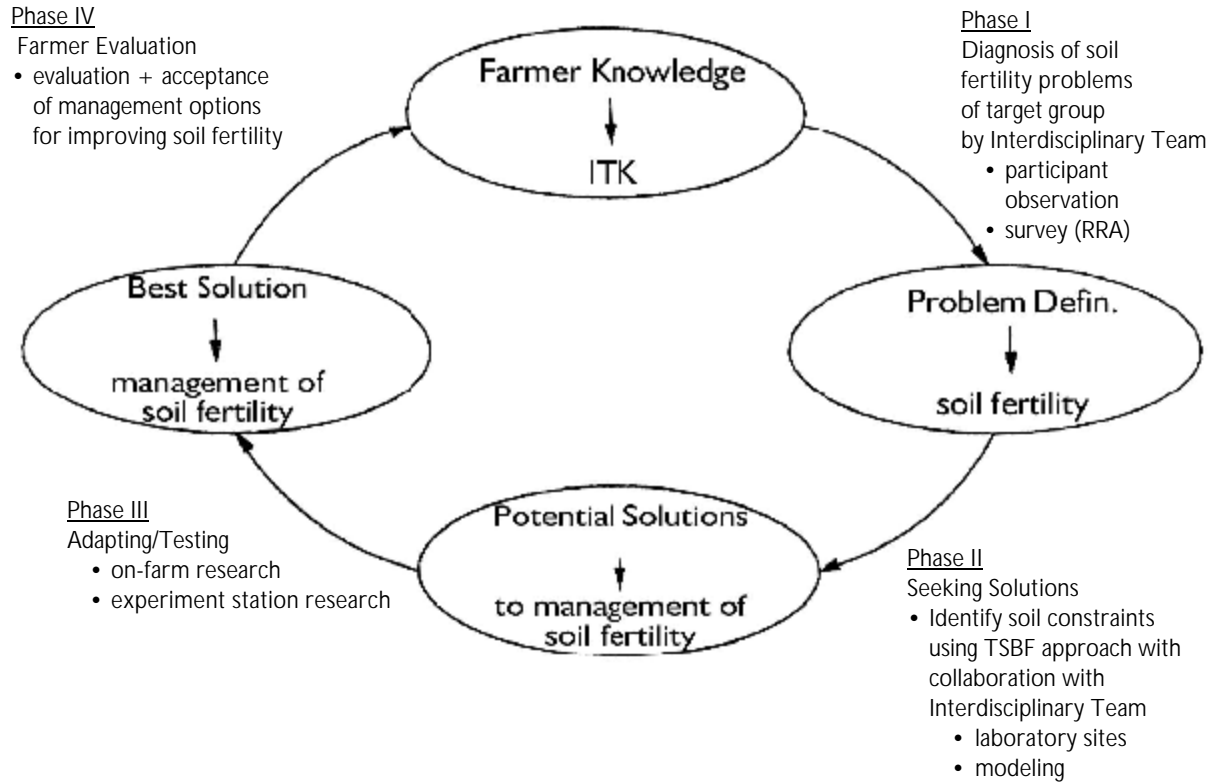 Phase IV
Farmer Evaluation
• evaluation + acceptance
of management options
for improving soil fertility
Farmer Knowledge
ITK
Phase I
Diagnosis of soil
fertility problems
of target group
by Interdisciplinary Team
• participant
observation
• survey (RRA)
Best Solution
management of
soil fertility
Problem Defin.
soil fertility
Phase III
Adapting/Testing
• on-farm research
• experiment station research
Potential Solutions
to management of
soil fertility
Phase II
Seeking Solutions
• Identify soil constraints
using TSBF approach with
collaboration with
Interdisciplinary Team
• laboratory sites
• modeling